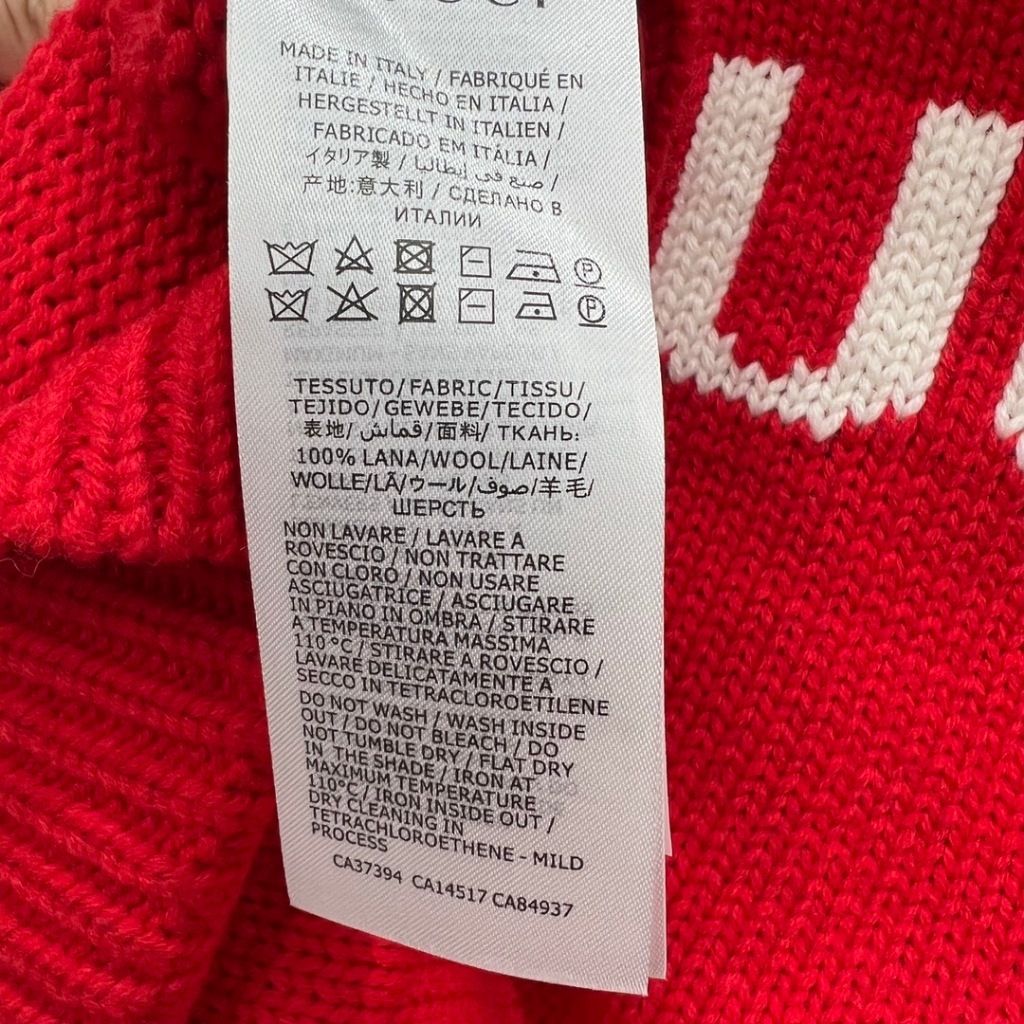 MADE IN ITALY / FABRIQUÉ EN
ITALIE / HECHO EN ITALIA /
HERGESTELLT IN ITALIEN /
FABRICADO EM ITÁLIA /
イタリア製 / صنع في إيطاليا /
产地:意大利 / СДЕЛАНО В
ИТАЛИИ
P
P
TESSUTO/FABRIC/TISSU/
TEJIDO/GEWEBE/TECIDO/
表地/قماش/面料/ ТКАНЬ:
100% LANA/WOOL/LAINE/
WOLLE/LÃ/ウール/صوف/羊毛/
ШЕРСТЬ
NON LAVARE / LAVARE A
ROVESCIO / NON TRATTARE
CON CLORO / NON USARE
ASCIUGATRICE / ASCIUGARE
IN PIANO IN OMBRA / STIRARE
A TEMPERATURA MASSIMA
110°C / STIRARE A ROVESCIO /
LAVARE DELICATAMENTE A
SECCO IN TETRACLOROETILENE
DO NOT WASH / WASH INSIDE
OUT / DO NOT BLEACH / DO
NOT TUMBLE DRY / FLAT DRY
IN THE SHADE / IRON AT
MAXIMUM TEMPERATURE
110°C / IRON INSIDE OUT /
DRY CLEANING IN
TETRACHLOROETHENE - MILD
PROCESS
CA37394 CA14517 CA84937